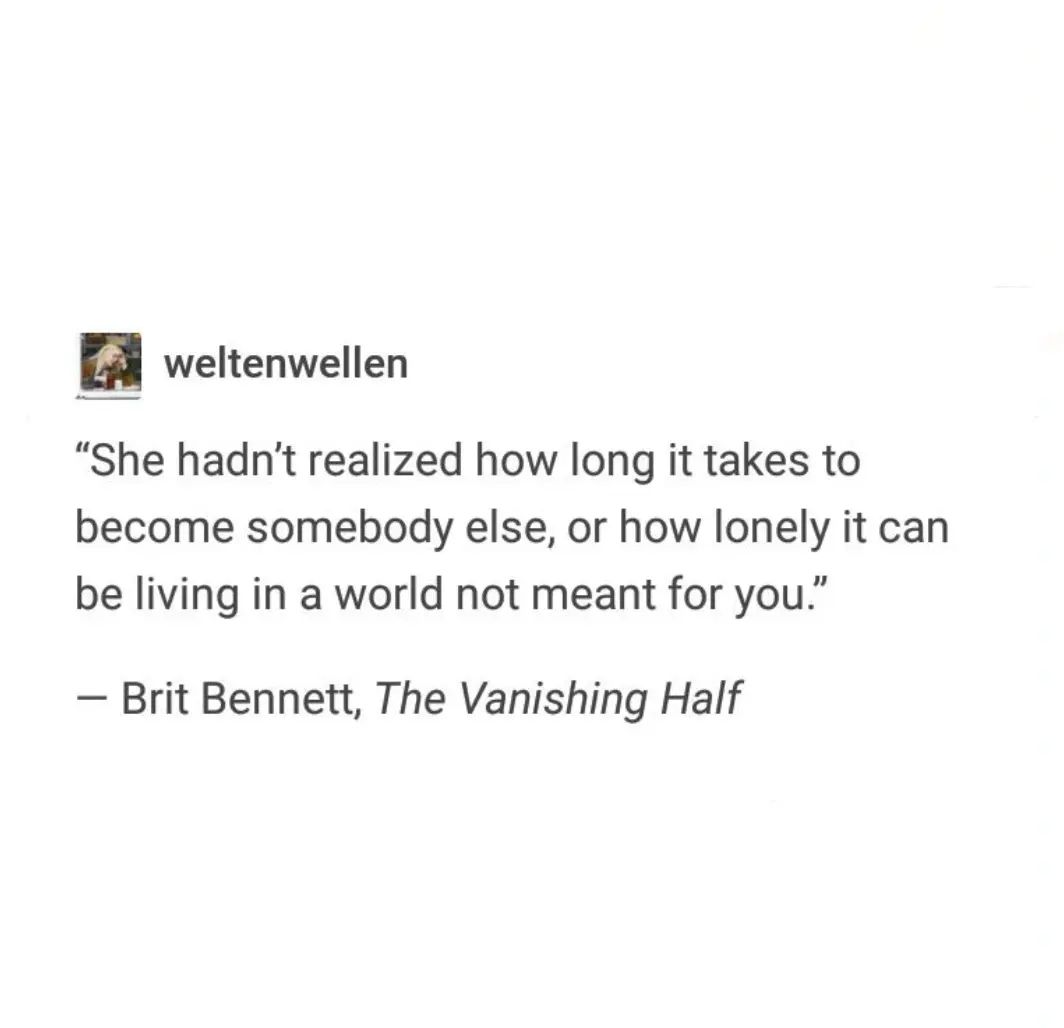 weltenwellen
“She hadn’t realized how long it takes to
become somebody else, or how lonely it can
be living in a world not meant for you.”
— Brit Bennett, The Vanishing Half